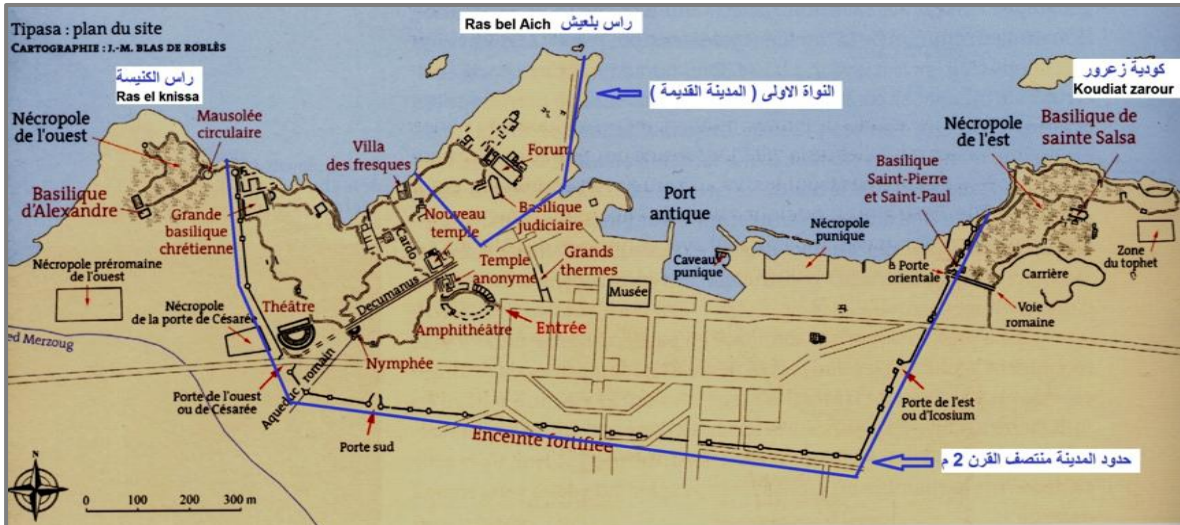 Tipasa : plan du site
CARTOGRAPHIE : J.-M. BLAS DE ROBLÈS
Ras bel Aich راس بلعيش
النواة الاولى ( المدينة القديمة )
كودية زعرور
Koudiat zarour
راس الكنيسة
Ras el knissa
Nécropole
de l'ouest
Mausolée
circulaire
Basilique
d'Alexandre
Grande
basilique
chrétienne
Villa
des fresques
Forum
Basilique
judiciaire
Nouveau
temple
Cardo
Decumanus
Temple
anonyme
Grands
thermes
Port
antique
Caveau
punique
Nécropole
punique
Basilique
Saint-Pierre
et Saint-Paul
Nécropole
de l'est
Basilique de
sainte Salsa
Zone
du tophet
Carrière
Porte
orientale
Voie
romaine
Nécropole préromaine
de l'ouest
Nécropole
de la porte de Césarée
Théâtre
Amphithéâtre
Entrée
Musée
Nymphée
ed Merzoug
Porte de l'ouest
ou de Césarée
Aqueduc romain
Porte sud
Enceinte fortifiée
Porte de l'est
ou d'Icosium
حدود المدينة منتصف القرن 2 م
0 100 200 300 m